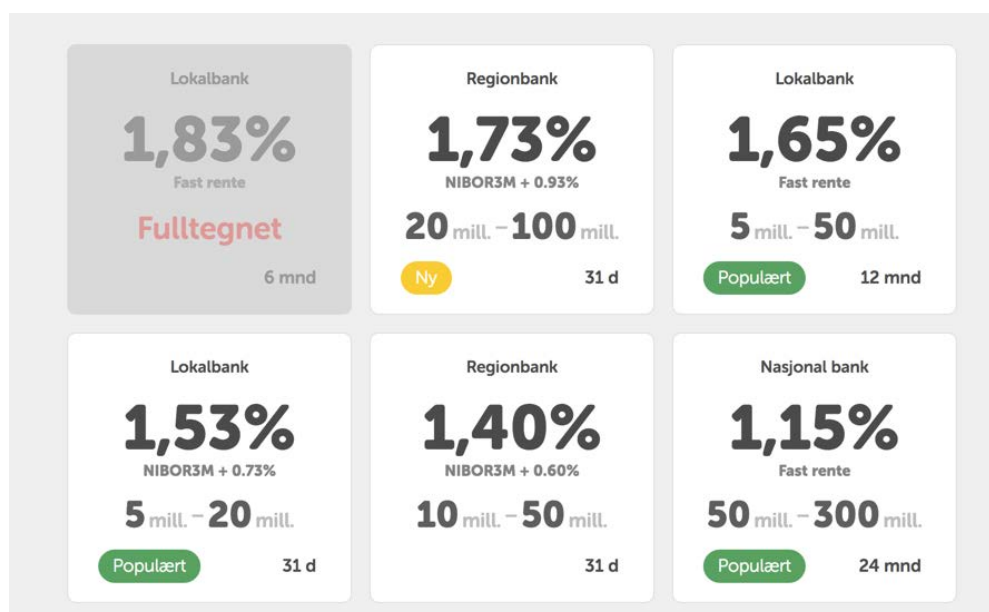 Lokalbank
1,83%
Fast rente
Fulltegnet
6 mnd
Regionbank
1,73%
NIBOR3M + 0.93%
20 mill. – 100 mill.
Ny 31 d
Lokalbank
1,65%
Fast rente
5 mill. – 50 mill.
Populært 12 mnd
Lokalbank
1,53%
NIBOR3M + 0.73%
5 mill. – 20 mill.
Populært 31 d
Regionbank
1,40%
NIBOR3M + 0.60%
10 mill. – 50 mill.
31 d
Nasjonal bank
1,15%
Fast rente
50 mill. – 300 mill.
Populært 24 mnd